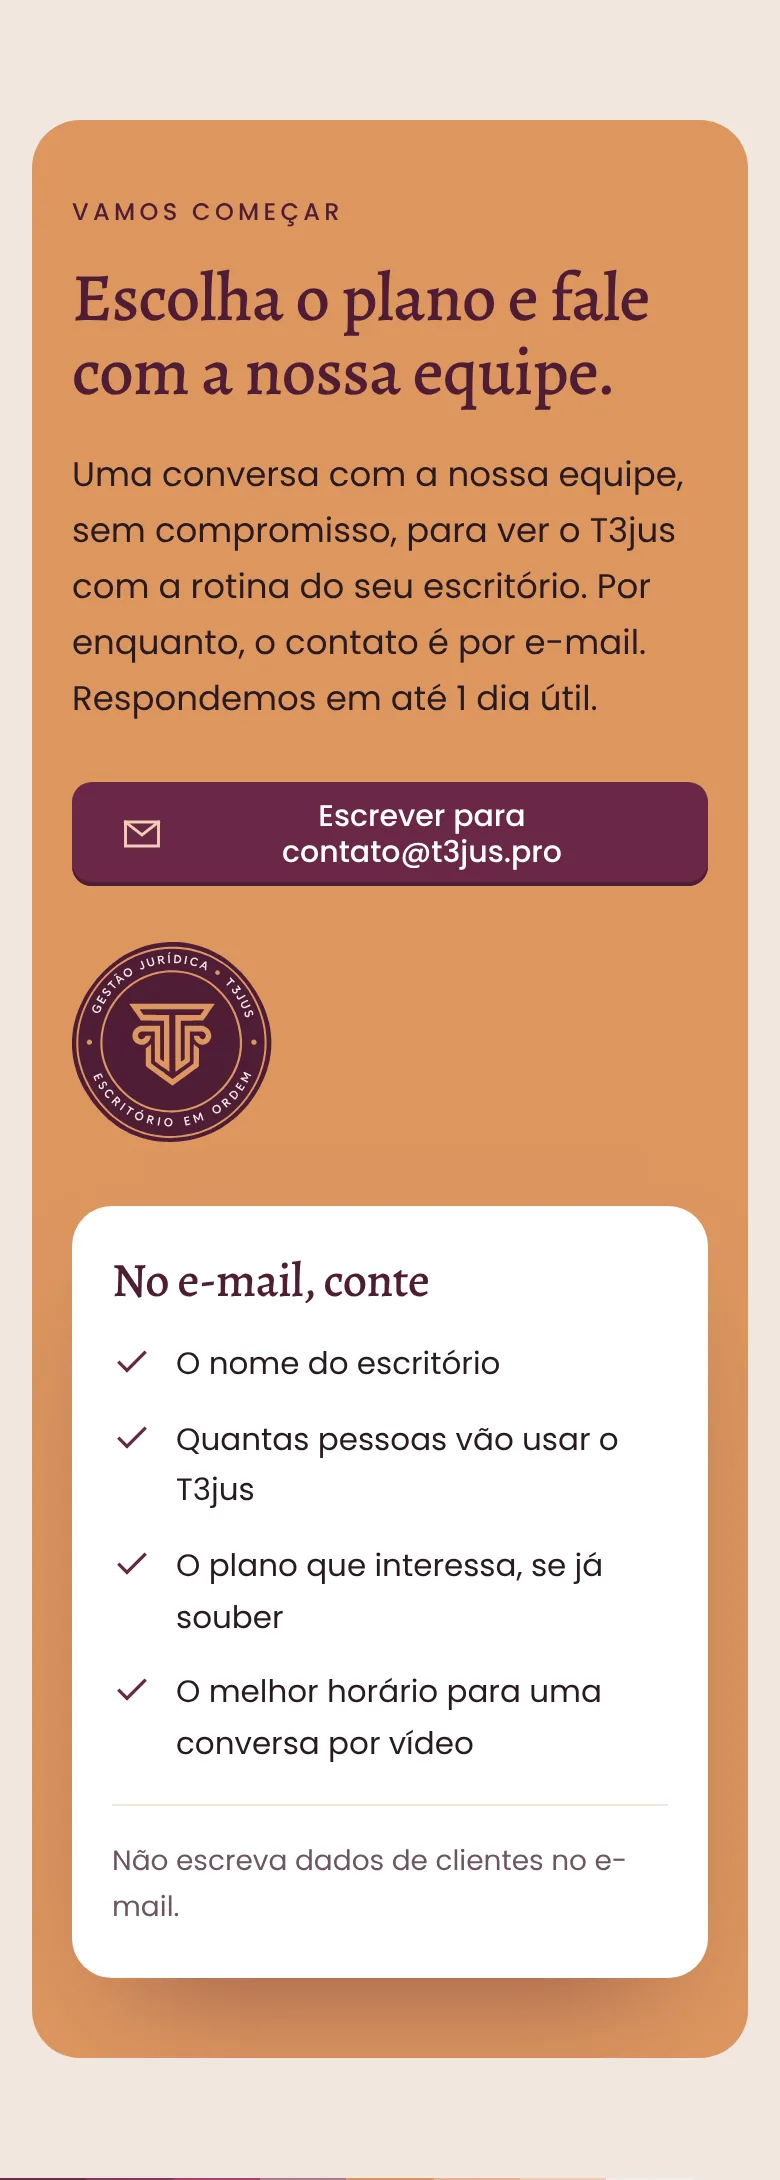 VAMOS COMEÇAR
Escolha o plano e fale
com a nossa equipe.
Uma conversa com a nossa equipe,
sem compromisso, para ver o T3jus
com a rotina do seu escritório. Por
enquanto, o contato é por e-mail.
Respondemos em até 1 dia útil.
Escrever para
contato@t3jus.pro
GESTÃO JURÍDICA • T3JUS
• ESCRITÓRIO EM ORDEM •
No e-mail, conte
O nome do escritório
Quantas pessoas vão usar o
T3jus
O plano que interessa, se já
souber
O melhor horário para uma
conversa por vídeo
Não escreva dados de clientes no e-
mail.